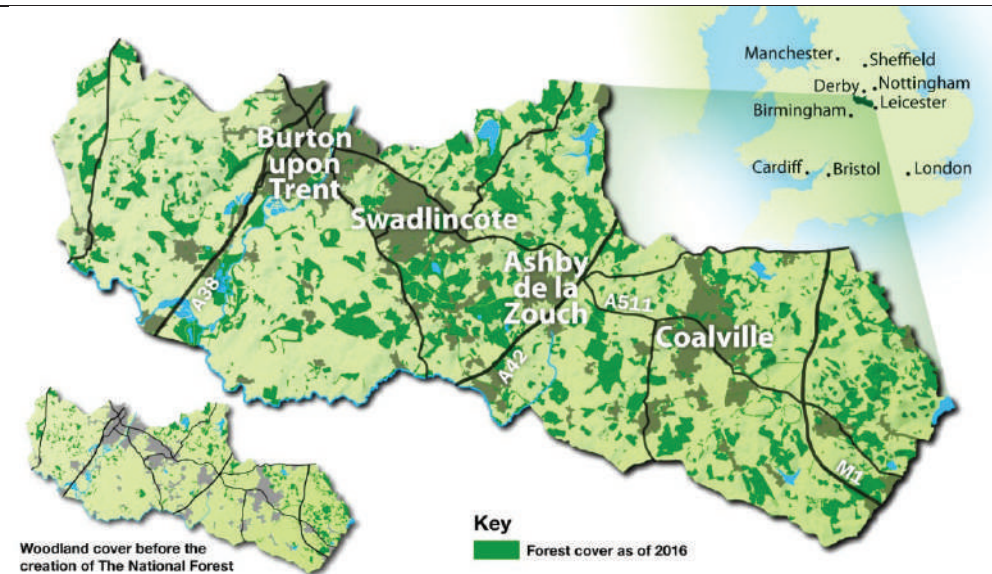 Manchester
Sheffield
Derby
Nottingham
Birmingham
Leicester
Cardiff
Bristol
London
Burton
upon
Trent
Swadlincote
Ashby
de la
Zouch
A38
A511
A42
Coalville
M1
Key
Forest cover as of 2016
Woodland cover before the
creation of The National Forest